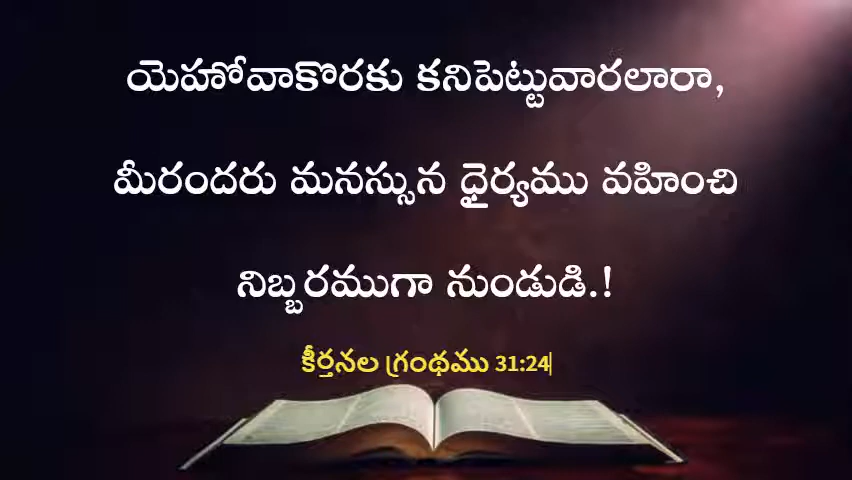 యెహోవాకొరకు కనిపెట్టువారలారా,
మీరందరు మనస్సున ధైర్యము వహించి
నిబ్బరముగా నుండుడి.!
కీర్తనల గ్రంథము 31:24|